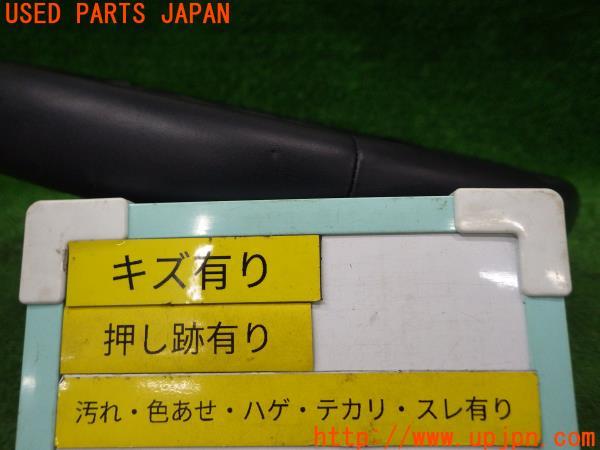 USED PARTS JAPAN
キズ有り
押し跡有り
汚れ・色あせ・ハゲ・テカリ・スレ有り
http://www.upjpn.com